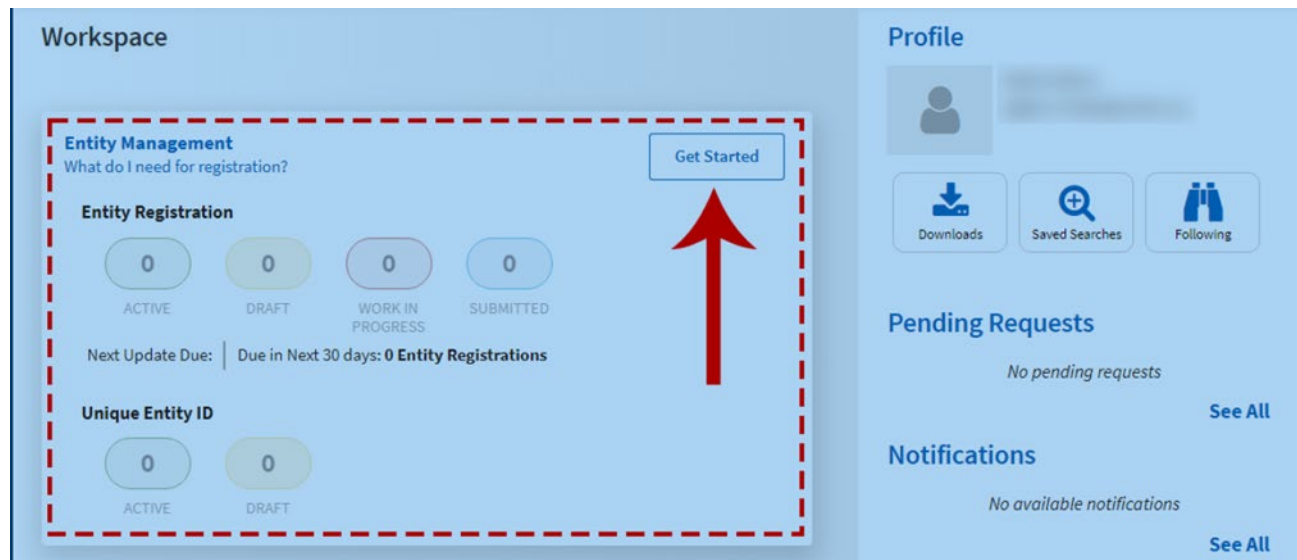 Workspace
Entity Management
What do I need for registration?
Get Started
Entity Registration
0 0 0 0
ACTIVE DRAFT WORK IN PROGRESS SUBMITTED
Next Update Due: Due in Next 30 days: 0 Entity Registrations
Unique Entity ID
0 0
ACTIVE DRAFT
Profile
Downloads Saved Searches Following
Pending Requests
No pending requests
See All
Notifications
No available notifications
See All